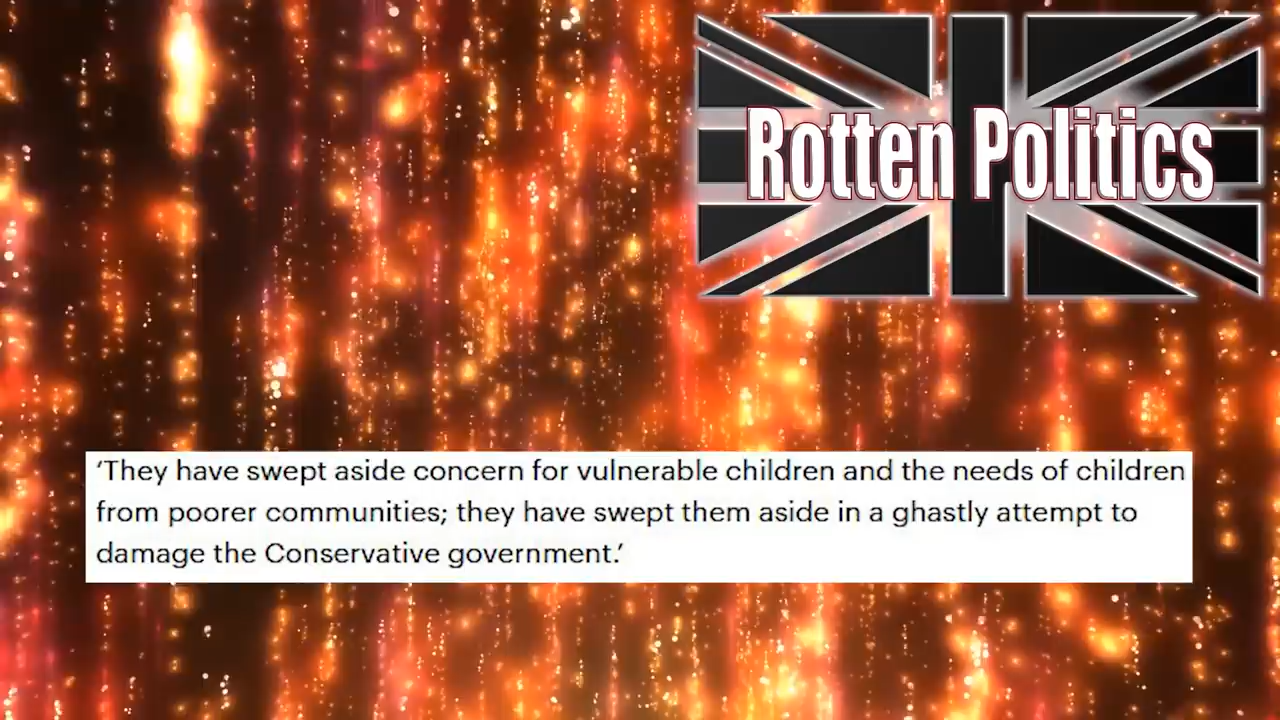 Rotten Politics
‘They have swept aside concern for vulnerable children and the needs of children
from poorer communities; they have swept them aside in a ghastly attempt to
damage the Conservative government.’